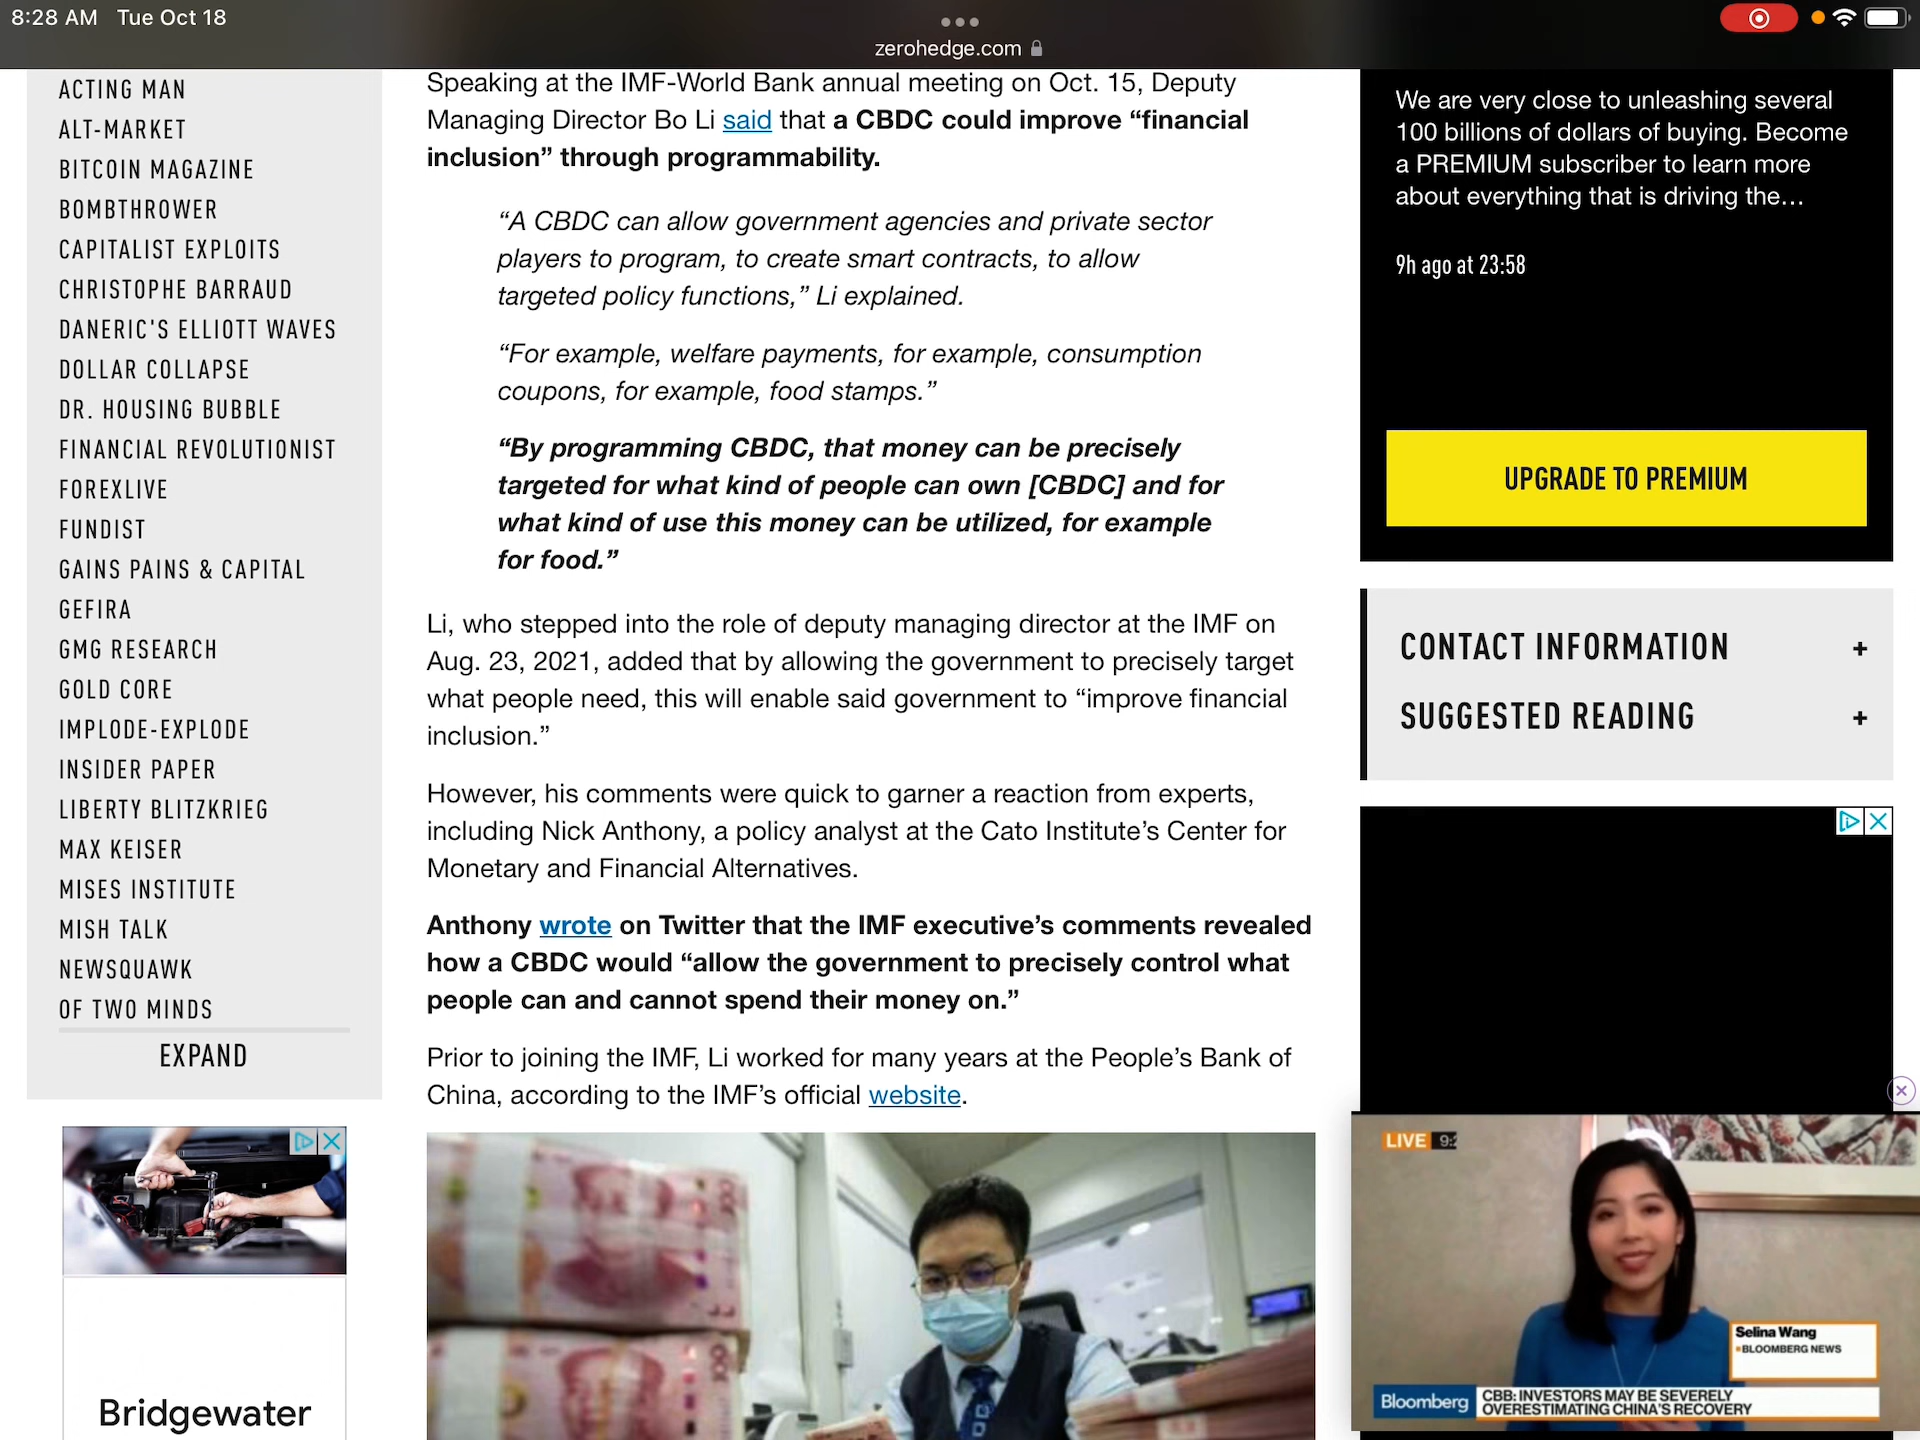 8:28 AM Tue Oct 18
zerohedge.com
ACTING MAN
ALT-MARKET
BITCOIN MAGAZINE
BOMBTHROWER
CAPITALIST EXPLOITS
CHRISTOPHE BARRAUD
DANERIC'S ELLIOTT WAVES
DOLLAR COLLAPSE
DR. HOUSING BUBBLE
FINANCIAL REVOLUTIONIST
FOREXLIVE
FUNDIST
GAINS PAINS & CAPITAL
GEFIRA
GMG RESEARCH
GOLD CORE
IMPLODE-EXPLODE
INSIDER PAPER
LIBERTY BLITZKRIEG
MAX KEISER
MISES INSTITUTE
MISH TALK
NEWSQUAWK
OF TWO MINDS
EXPAND
Bridgewater
Speaking at the IMF-World Bank annual meeting on Oct. 15, Deputy
Managing Director Bo Li said that a CBDC could improve “financial
inclusion” through programmability.
“A CBDC can allow government agencies and private sector
players to program, to create smart contracts, to allow
targeted policy functions,” Li explained.
“For example, welfare payments, for example, consumption
coupons, for example, food stamps.”
“By programming CBDC, that money can be precisely
targeted for what kind of people can own [CBDC] and for
what kind of use this money can be utilized, for example
for food.”
Li, who stepped into the role of deputy managing director at the IMF on
Aug. 23, 2021, added that by allowing the government to precisely target
what people need, this will enable said government to “improve financial
inclusion.”
However, his comments were quick to garner a reaction from experts,
including Nick Anthony, a policy analyst at the Cato Institute’s Center for
Monetary and Financial Alternatives.
Anthony wrote on Twitter that the IMF executive’s comments revealed
how a CBDC would “allow the government to precisely control what
people can and cannot spend their money on.”
Prior to joining the IMF, Li worked for many years at the People’s Bank of
China, according to the IMF’s official website.
100
We are very close to unleashing several
100 billions of dollars of buying. Become
a PREMIUM subscriber to learn more
about everything that is driving the...
9h ago at 23:58
UPGRADE TO PREMIUM
CONTACT INFORMATION +
SUGGESTED READING +
LIVE
Selina Wang
BLOOMBERG NEWS
Bloomberg
CBB: INVESTORS MAY BE SEVERELY
OVERESTIMATING CHINA'S RECOVERY